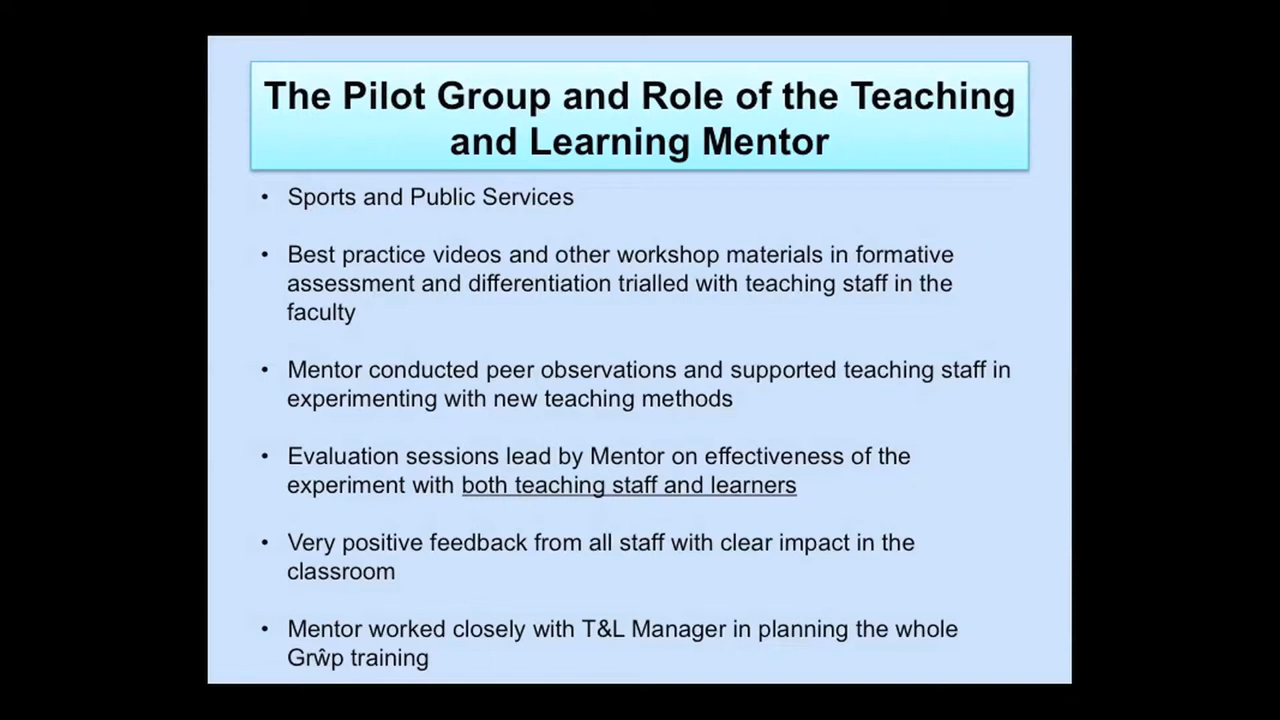 The Pilot Group and Role of the Teaching
and Learning Mentor
• Sports and Public Services
• Best practice videos and other workshop materials in formative
assessment and differentiation trialled with teaching staff in the
faculty
• Mentor conducted peer observations and supported teaching staff in
experimenting with new teaching methods
• Evaluation sessions lead by Mentor on effectiveness of the
experiment with both teaching staff and learners
• Very positive feedback from all staff with clear impact in the
classroom
• Mentor worked closely with T&L Manager in planning the whole
Grŵp training